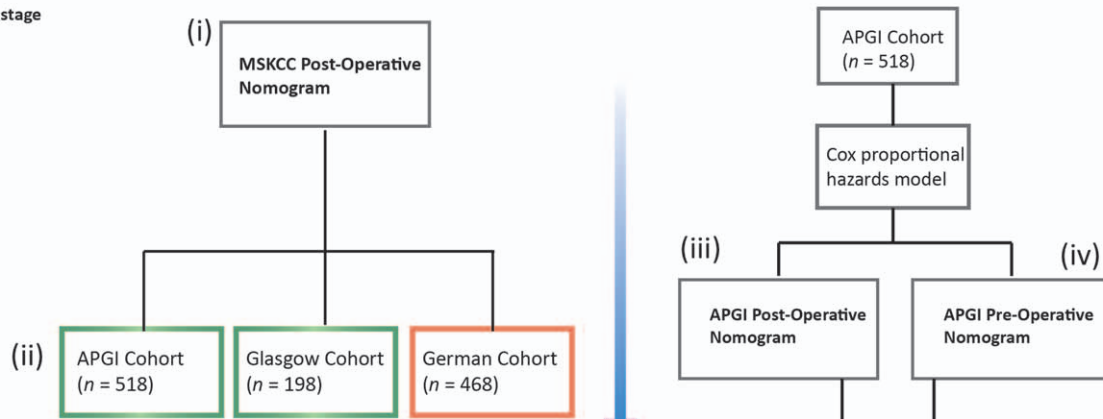 stage
(i)
MSKCC Post-Operative
Nomogram
(ii)
APGI Cohort
(n = 518)
Glasgow Cohort
(n = 198)
German Cohort
(n = 468)
APGI Cohort
(n = 518)
Cox proportional
hazards model
(iii)
APGI Post-Operative
Nomogram
(iv)
APGI Pre-Operative
Nomogram